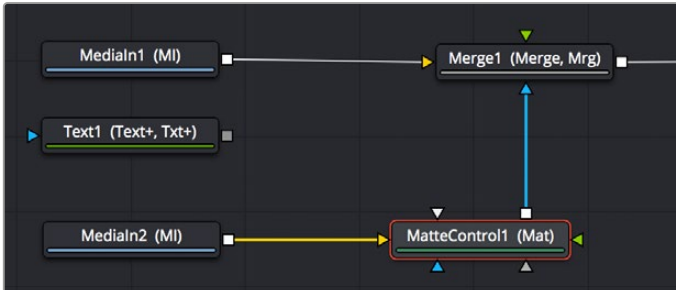 MediaIn1 (MI)
Merge1 (Merge, Mrg)
Text1 (Text+, Txt+)
MediaIn2 (MI)
MatteControl1 (Mat)